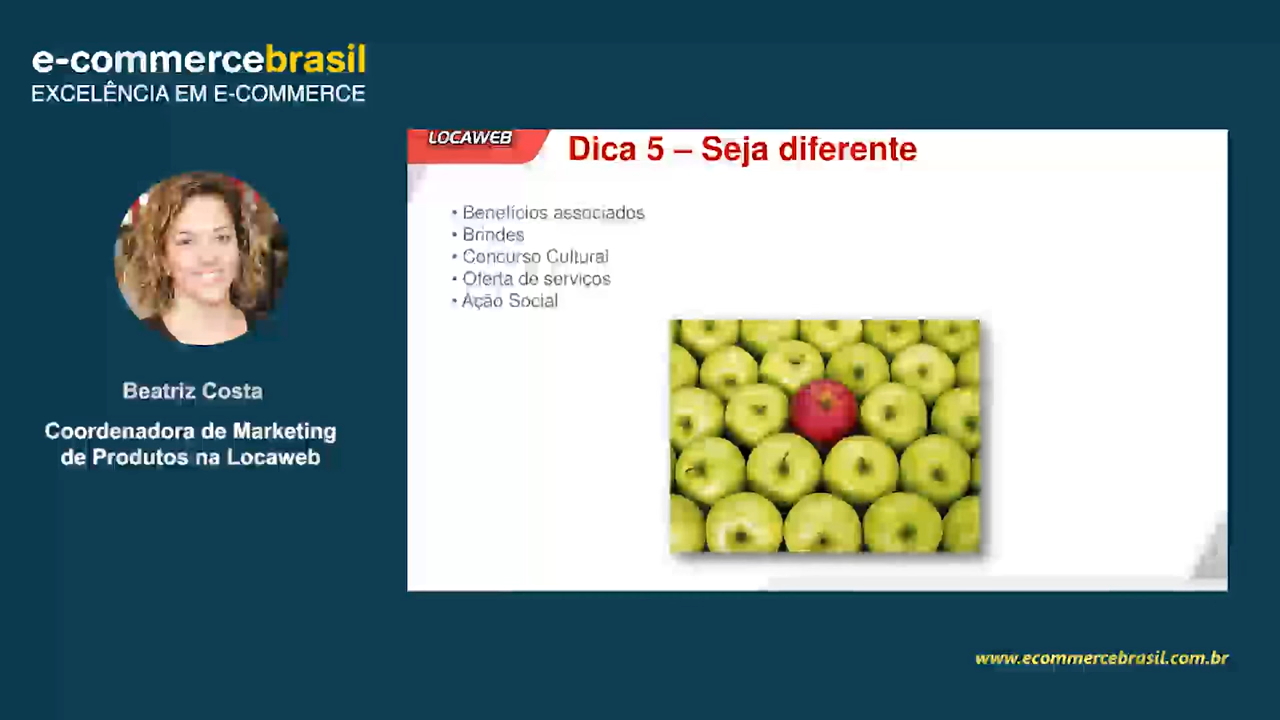 e-commercebrasil
EXCELÊNCIA EM E-COMMERCE
LOCAWEB
Dica 5 – Seja diferente
• Benefícios associados
• Brindes
• Concurso Cultural
• Oferta de serviços
• Ação Social
Beatriz Costa
Coordenadora de Marketing
de Produtos na Locaweb
www.ecommercebrasil.com.br